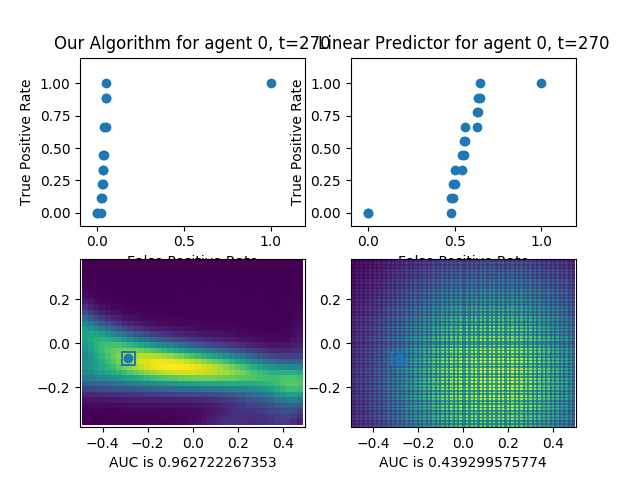 Our Algorithm for agent 0, t=270
Linear Predictor for agent 0, t=270
True Positive Rate
1.00
0.75
0.50
0.25
0.00
0.0 0.5 1.0
False Positive Rate
True Positive Rate
1.00
0.75
0.50
0.25
0.00
0.0 0.5 1.0
False Positive Rate
0.2
0.0
−0.2
−0.4 −0.2 0.0 0.2 0.4
AUC is 0.962722267353
0.2
0.0
−0.2
−0.4 −0.2 0.0 0.2 0.4
AUC is 0.439299575774